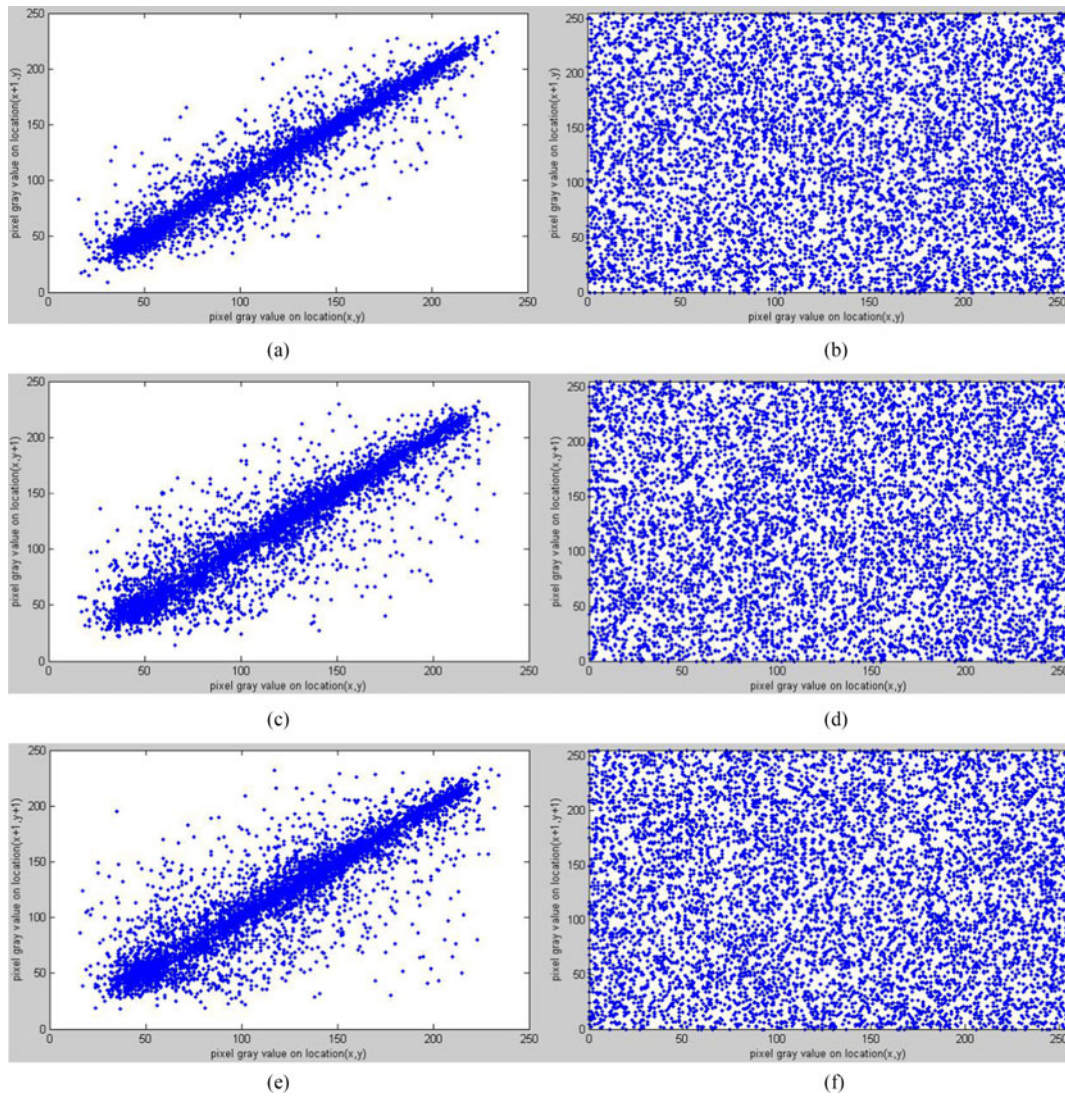 250
200
150
100
50
0
pixel gray value on location(x+1,y)
0 50 100 150 200 250
pixel gray value on location(x,y)
(a)
250
200
150
100
50
0
pixel gray value on location(x+1,y)
0 50 100 150 200 250
pixel gray value on location(x,y)
(b)
250
200
150
100
50
0
pixel gray value on location(x,y+1)
0 50 100 150 200 250
pixel gray value on location(x,y)
(c)
250
200
150
100
50
0
pixel gray value on location(x,y+1)
0 50 100 150 200 250
pixel gray value on location(x,y)
(d)
250
200
150
100
50
0
pixel gray value on location(x+1,y+1)
0 50 100 150 200 250
pixel gray value on location(x,y)
(e)
250
200
150
100
50
0
pixel gray value on location(x+1,y+1)
0 50 100 150 200 250
pixel gray value on location(x,y)
(f)